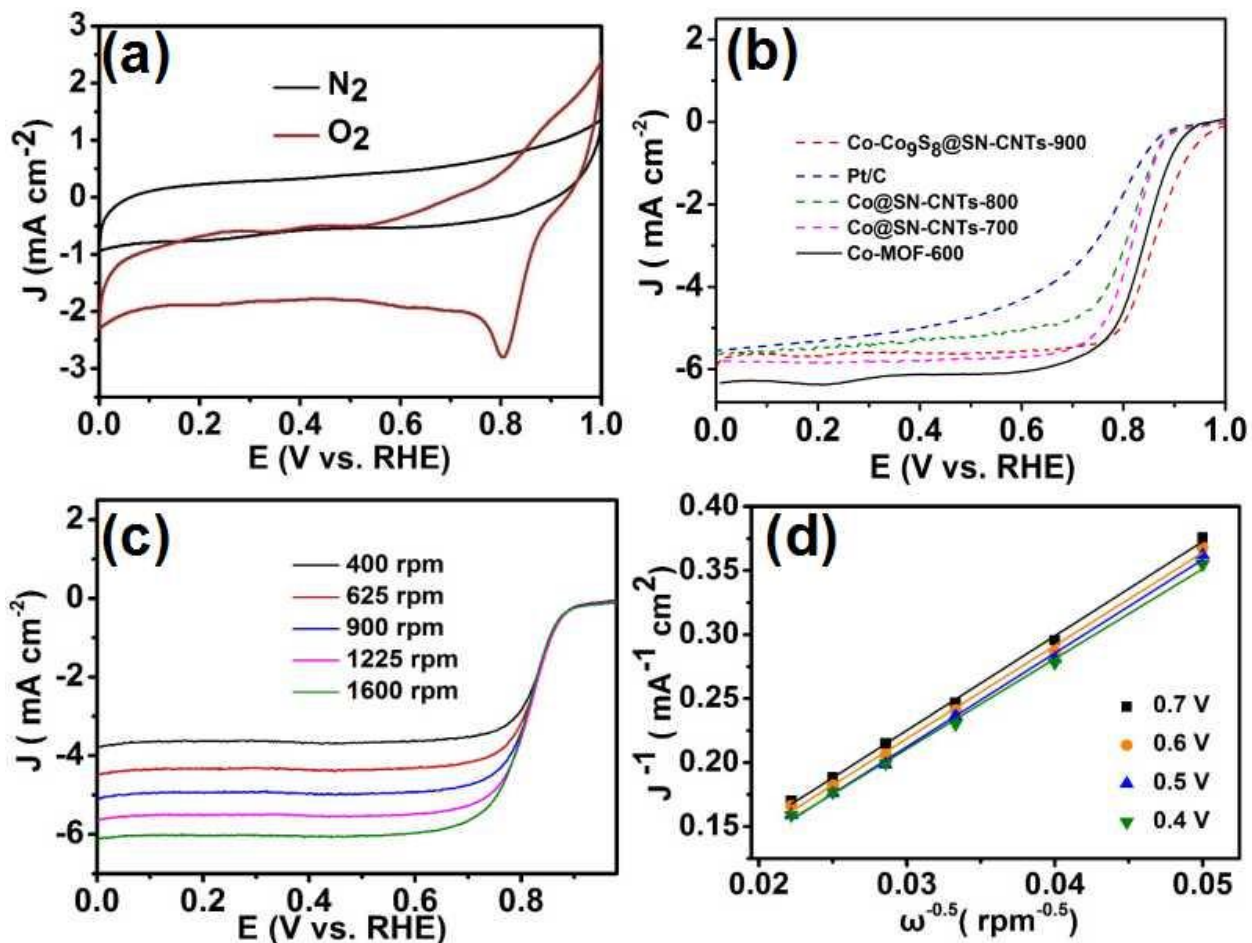 (a)
N2
O2
3
2
1
0
-1
-2
-3
J (mA cm-2)
0.0 0.2 0.4 0.6 0.8 1.0
E (V vs. RHE)
(b)
Co-Co9S8@SN-CNTs-900
Pt/C
Co@SN-CNTs-800
Co@SN-CNTs-700
Co-MOF-600
2
0
-2
-4
-6
J ( mA cm-2)
0.0 0.2 0.4 0.6 0.8 1.0
E (V vs. RHE)
(c)
400 rpm
625 rpm
900 rpm
1225 rpm
1600 rpm
2
0
-2
-4
-6
J ( mA cm-2)
0.0 0.2 0.4 0.6 0.8
E (V vs. RHE)
(d)
0.40
0.35
0.30
0.25
0.20
0.15
J-1 (mA-1 cm2)
0.7 V
0.6 V
0.5 V
0.4 V
0.02 0.03 0.04 0.05
ω-0.5( rpm-0.5)